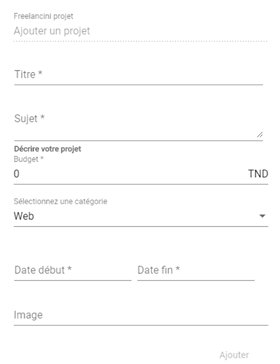 Freelancini projet
Ajouter un projet
Titre *
Sujet *
Décrire votre projet
Budget *
0 TND
Sélectionnez une catégorie
Web
Date début * Date fin *
Image
Ajouter